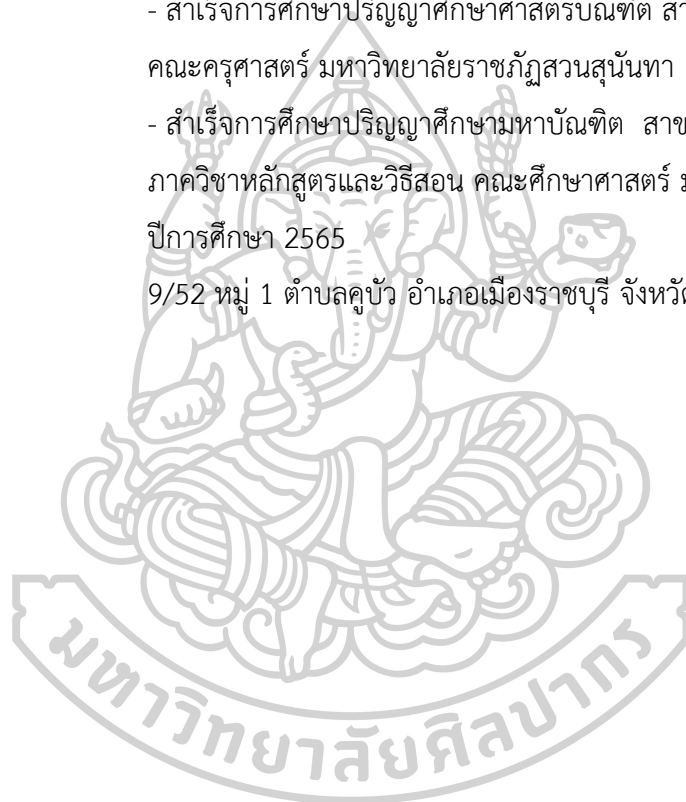 - สำเร็จการศึกษาปริญญาศึกษาศาสตรบัณฑิต
คณะครุศาสตร์ มหาวิทยาลัยราชภัฏสวนสุนันทา
- สำเร็จการศึกษาปริญญาศึกษามหาบัณฑิต
ภาควิชาหลักสูตรและวิธีสอน คณะศึกษาศาสตร์
ปีการศึกษา 2565
9/52 หมู่ 1 ตำบลคูบัว อำเภอเมืองราชบุรี
มหาวิทยาลัยศิลปากร